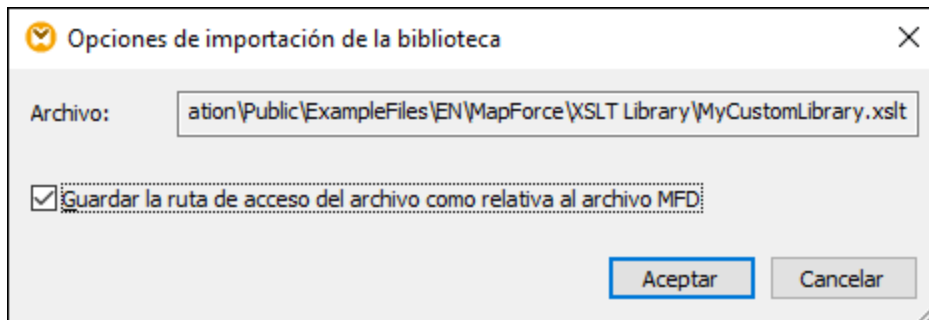 Opciones de importación de la biblioteca
Archivo: ation\Public\ExampleFiles\EN\MapForce\XSLT Library\MyCustomLibrary.xslt
Guardar la ruta de acceso del archivo como relativa al archivo MFD
Aceptar Cancelar